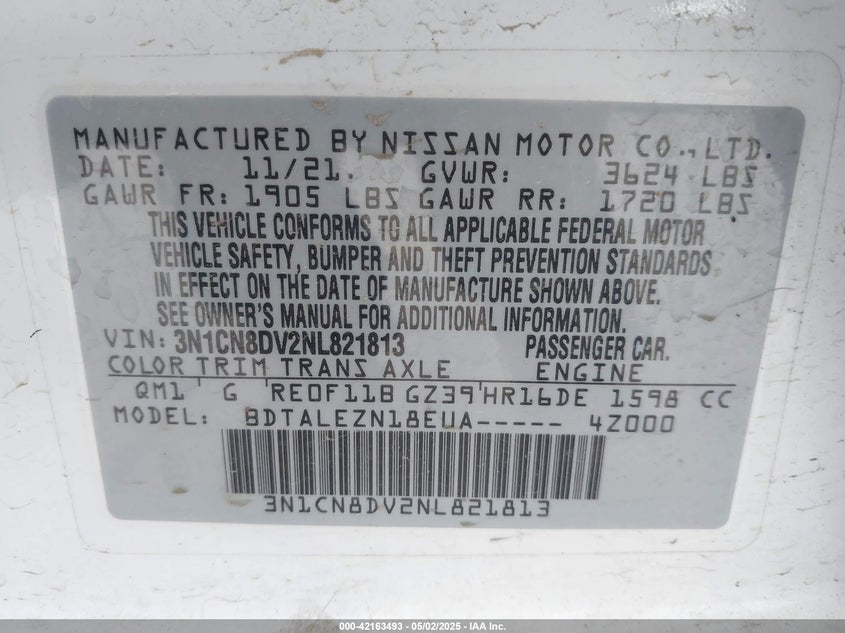 MANUFACTURED BY NISSAN MOTOR CO.,LTD.
DATE: 11/21. GVWR: 3624 LBS
GAWR FR: 1905 LBS GAWR RR: 1720 LBS
THIS VEHICLE CONFORMS TO ALL APPLICABLE FEDERAL MOTOR
VEHICLE SAFETY, BUMPER AND THEFT PREVENTION STANDARDS
IN EFFECT ON THE DATE OF MANUFACTURE SHOWN ABOVE.
SEE OWNER'S MANUAL FOR ADDITIONAL INFORMATION.
VIN: 3N1CN8DV2NL821813 PASSENGER CAR.
COLOR TRIM TRANS AXLE ENGINE
QM1 G RE0F11B GZ39 HR16DE 1598 CC
MODEL: BDTALEZN18EUA----- 4Z000
3N1CN8DV2NL821813
000-42163493 - 05/02/2025 - IAA Inc.